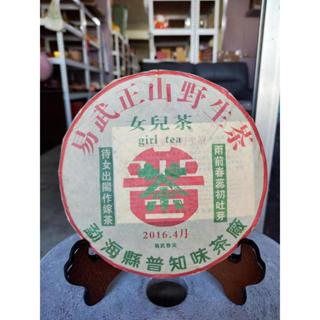 易武正山野生茶
女兒茶
girl tea
雨前春蕊初吐芽
待女出閣作嫁茶
茶
2016.4月
勐海縣普知味茶廠